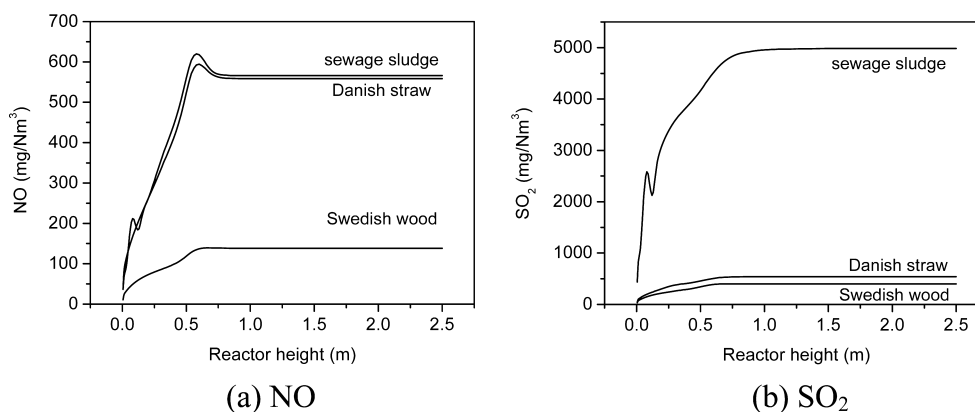 700
600
500
400
300
200
100
0
NO (mg/Nm³)
sewage sludge
Danish straw
Swedish wood
0.0 0.5 1.0 1.5 2.0 2.5
Reactor height (m)
(a) NO
5000
4000
3000
2000
1000
0
SO₂ (mg/Nm³)
sewage sludge
Danish straw
Swedish wood
0.0 0.5 1.0 1.5 2.0 2.5
Reactor height (m)
(b) SO₂